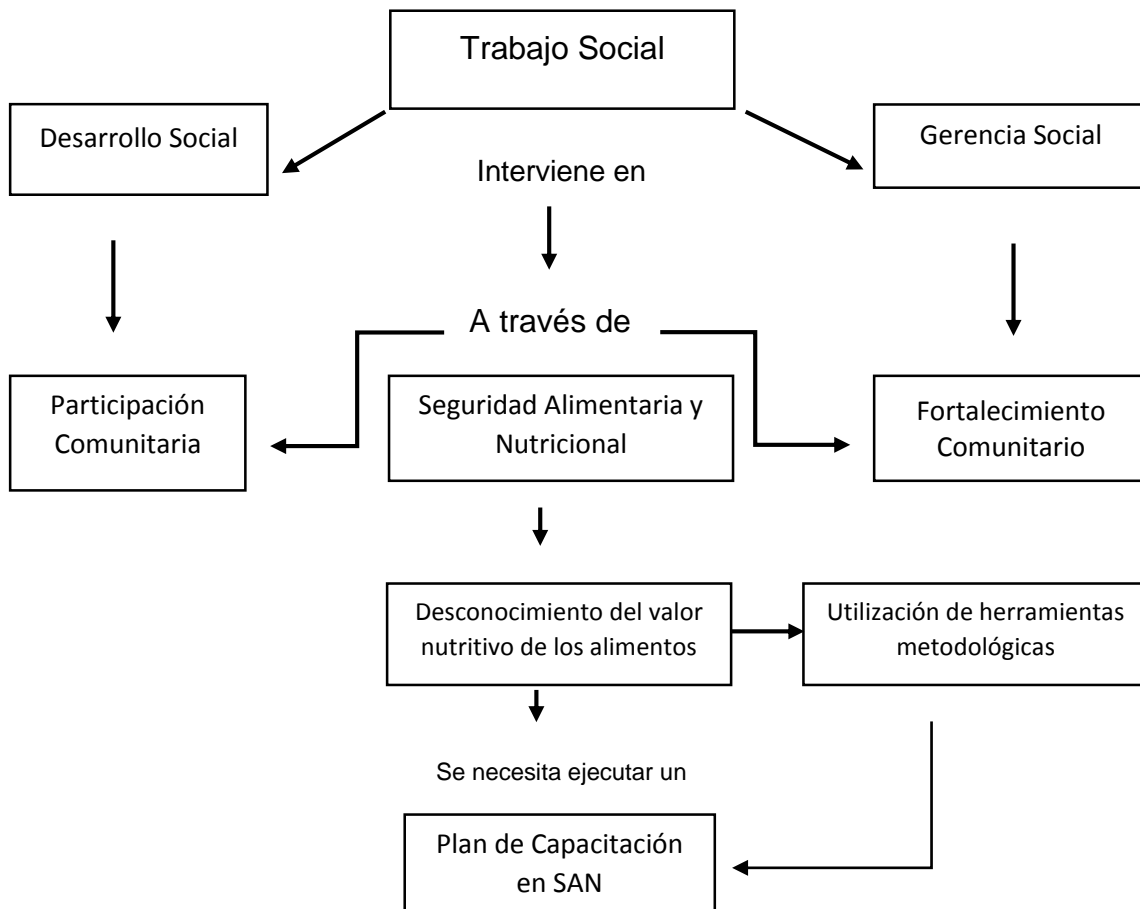 Trabajo Social
Desarrollo Social
Gerencia Social
Interviene en
A través de
Participación
Comunitaria
Seguridad Alimentaria y
Nutricional
Fortalecimiento
Comunitario
Desconocimiento del valor
nutritivo de los alimentos
Utilización de herramientas
metodológicas
Se necesita ejecutar un
Plan de Capacitación
en SAN